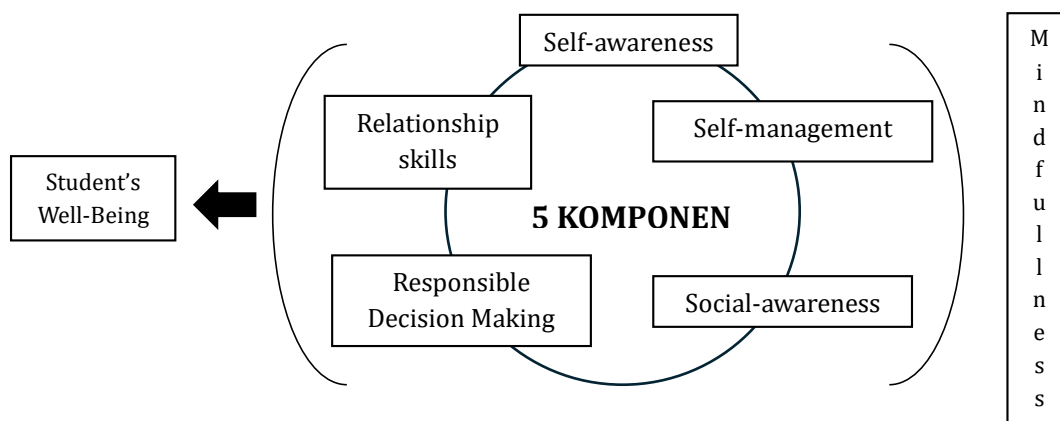 Self-awareness
Relationship
skills
Self-management
Student's
Well-Being
5 KOMPONEN
Responsible
Decision Making
Social-awareness
M
i
n
d
f
u
l
l
n
e
s
s